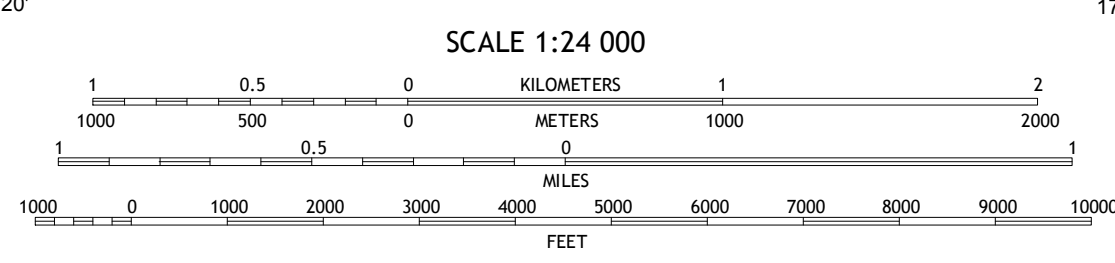 20' 17
SCALE 1:24 000
1 0.5 0 KILOMETERS 1 2
1000 500 0 METERS 1000 2000
1 0.5 0 1
MILES
1000 0 1000 2000 3000 4000 5000 6000 7000 8000 9000 10000
FEET